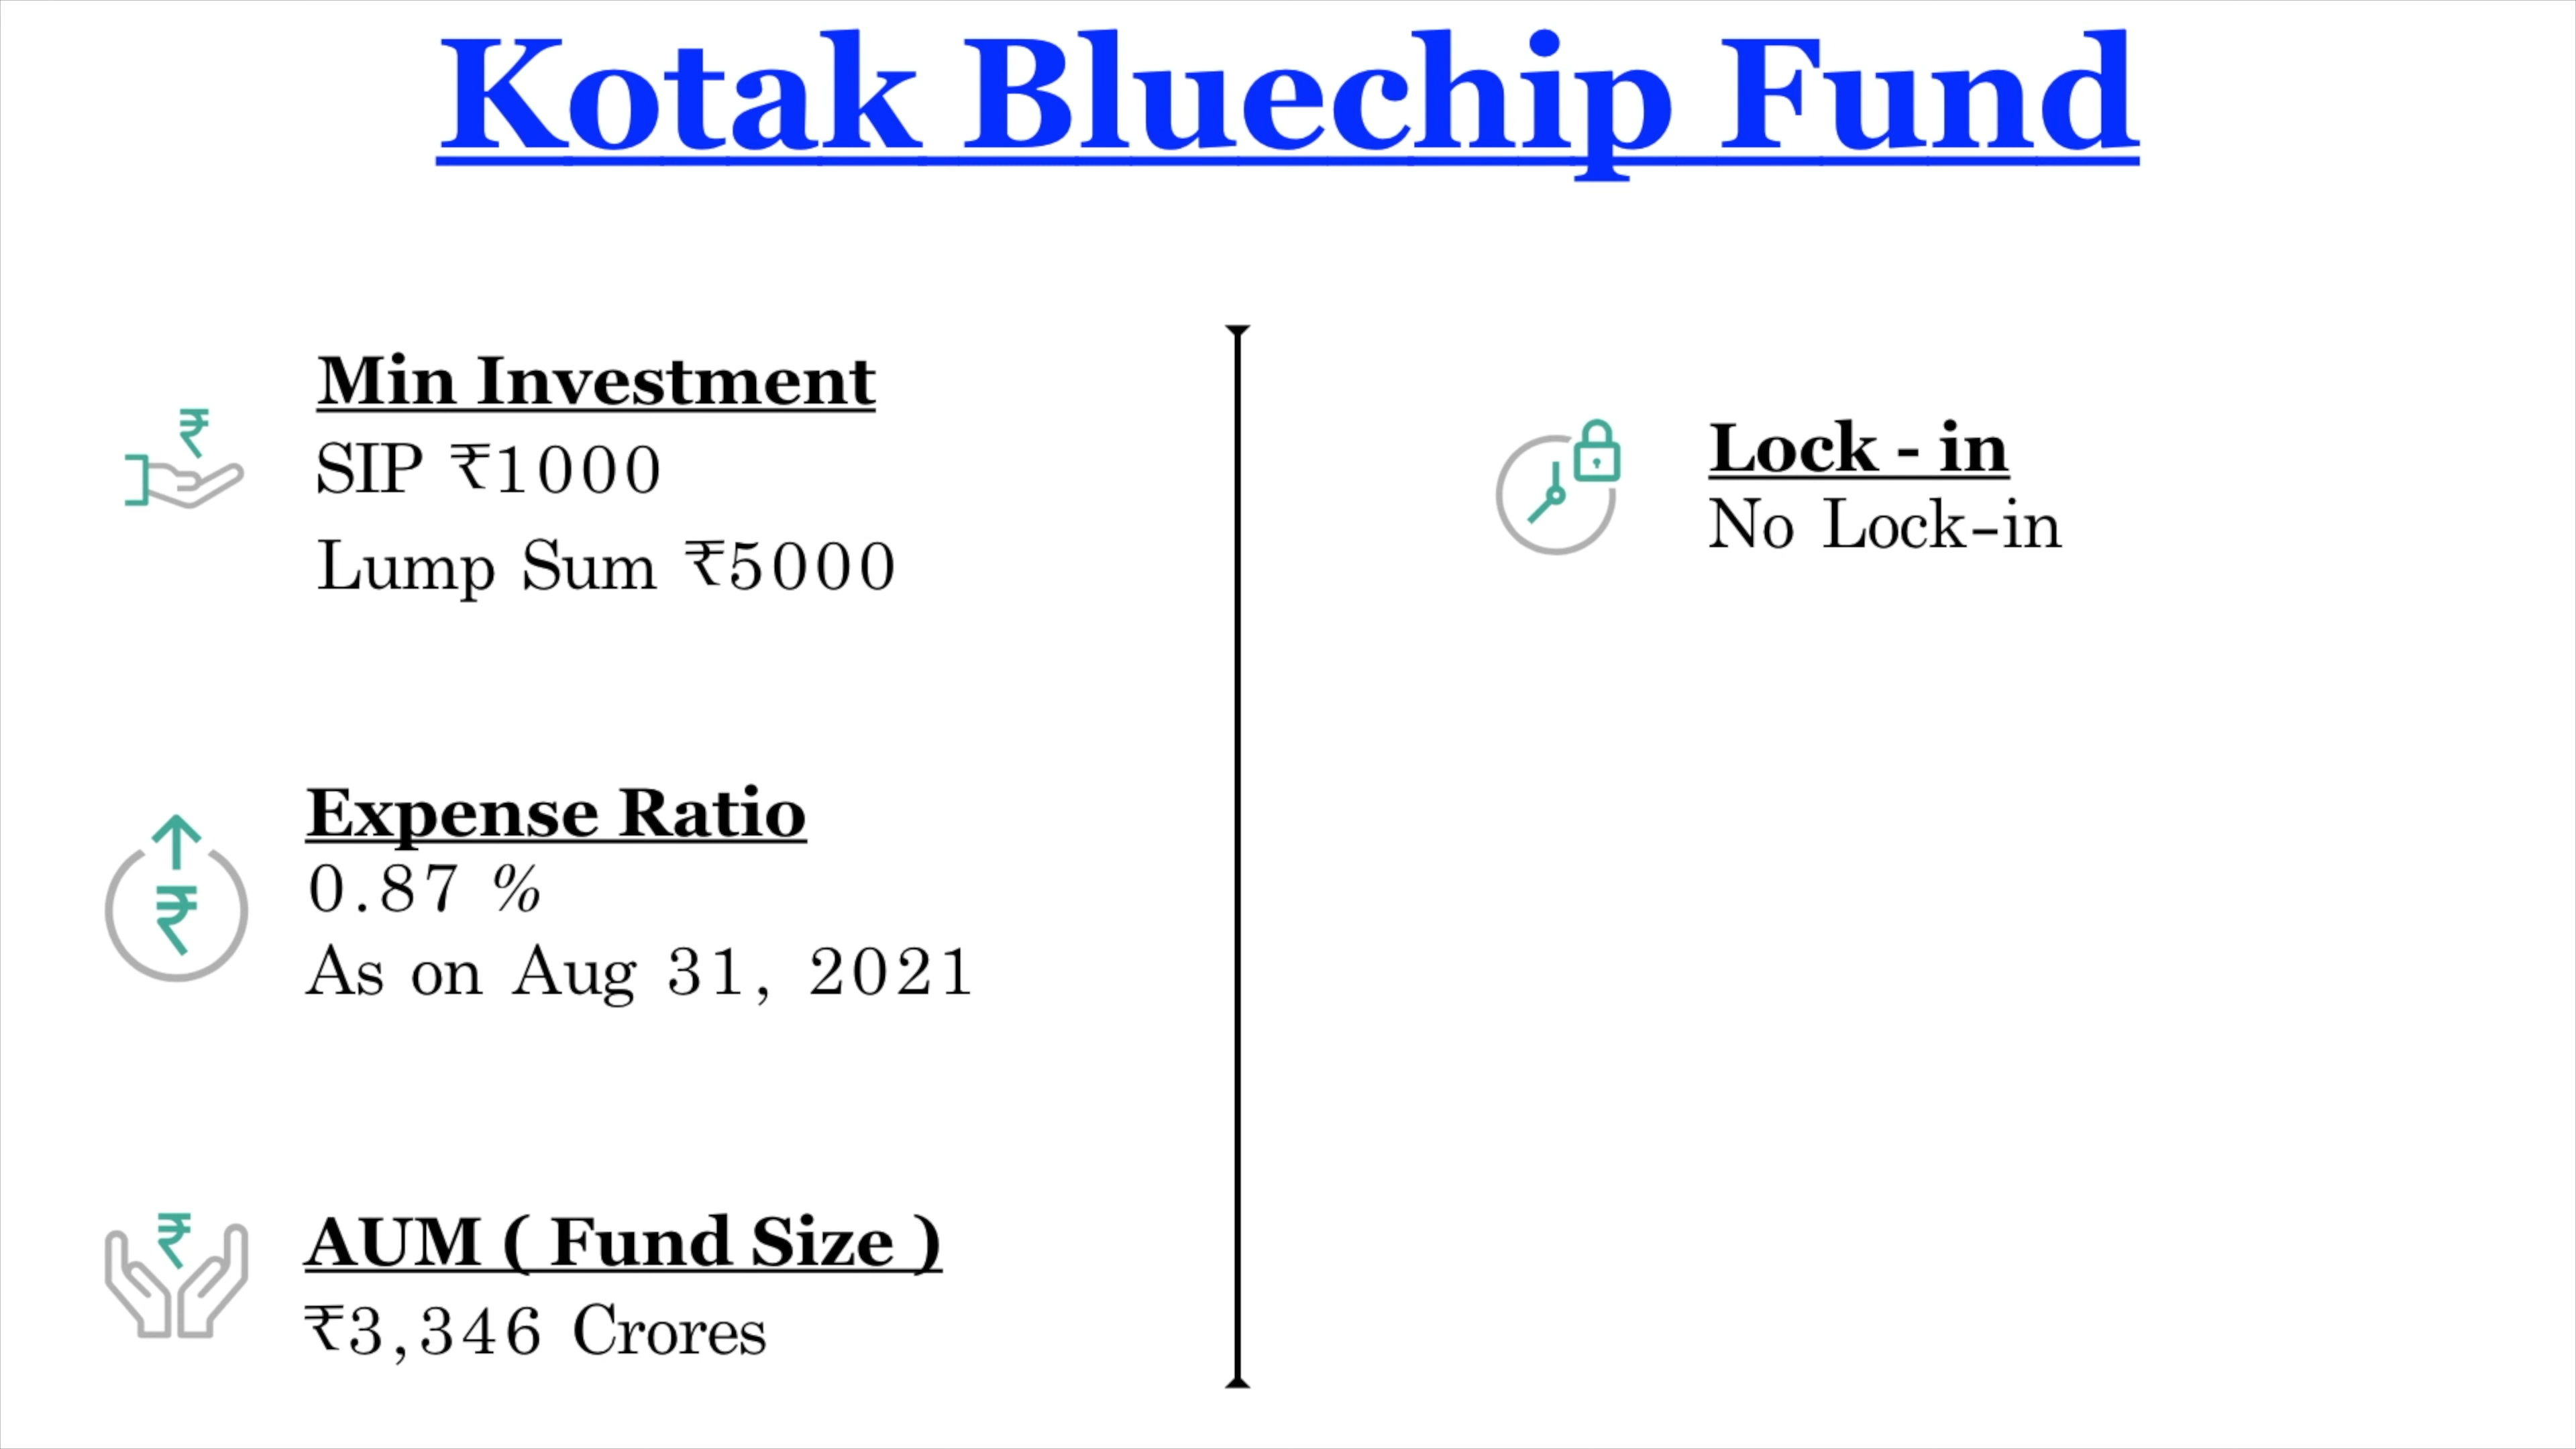 Kotak Bluechip Fund
Min Investment
SIP ₹1000
Lump Sum ₹5000
Expense Ratio
0.87 %
As on Aug 31, 2021
AUM ( Fund Size )
₹3,346 Crores
Lock - in
No Lock-in